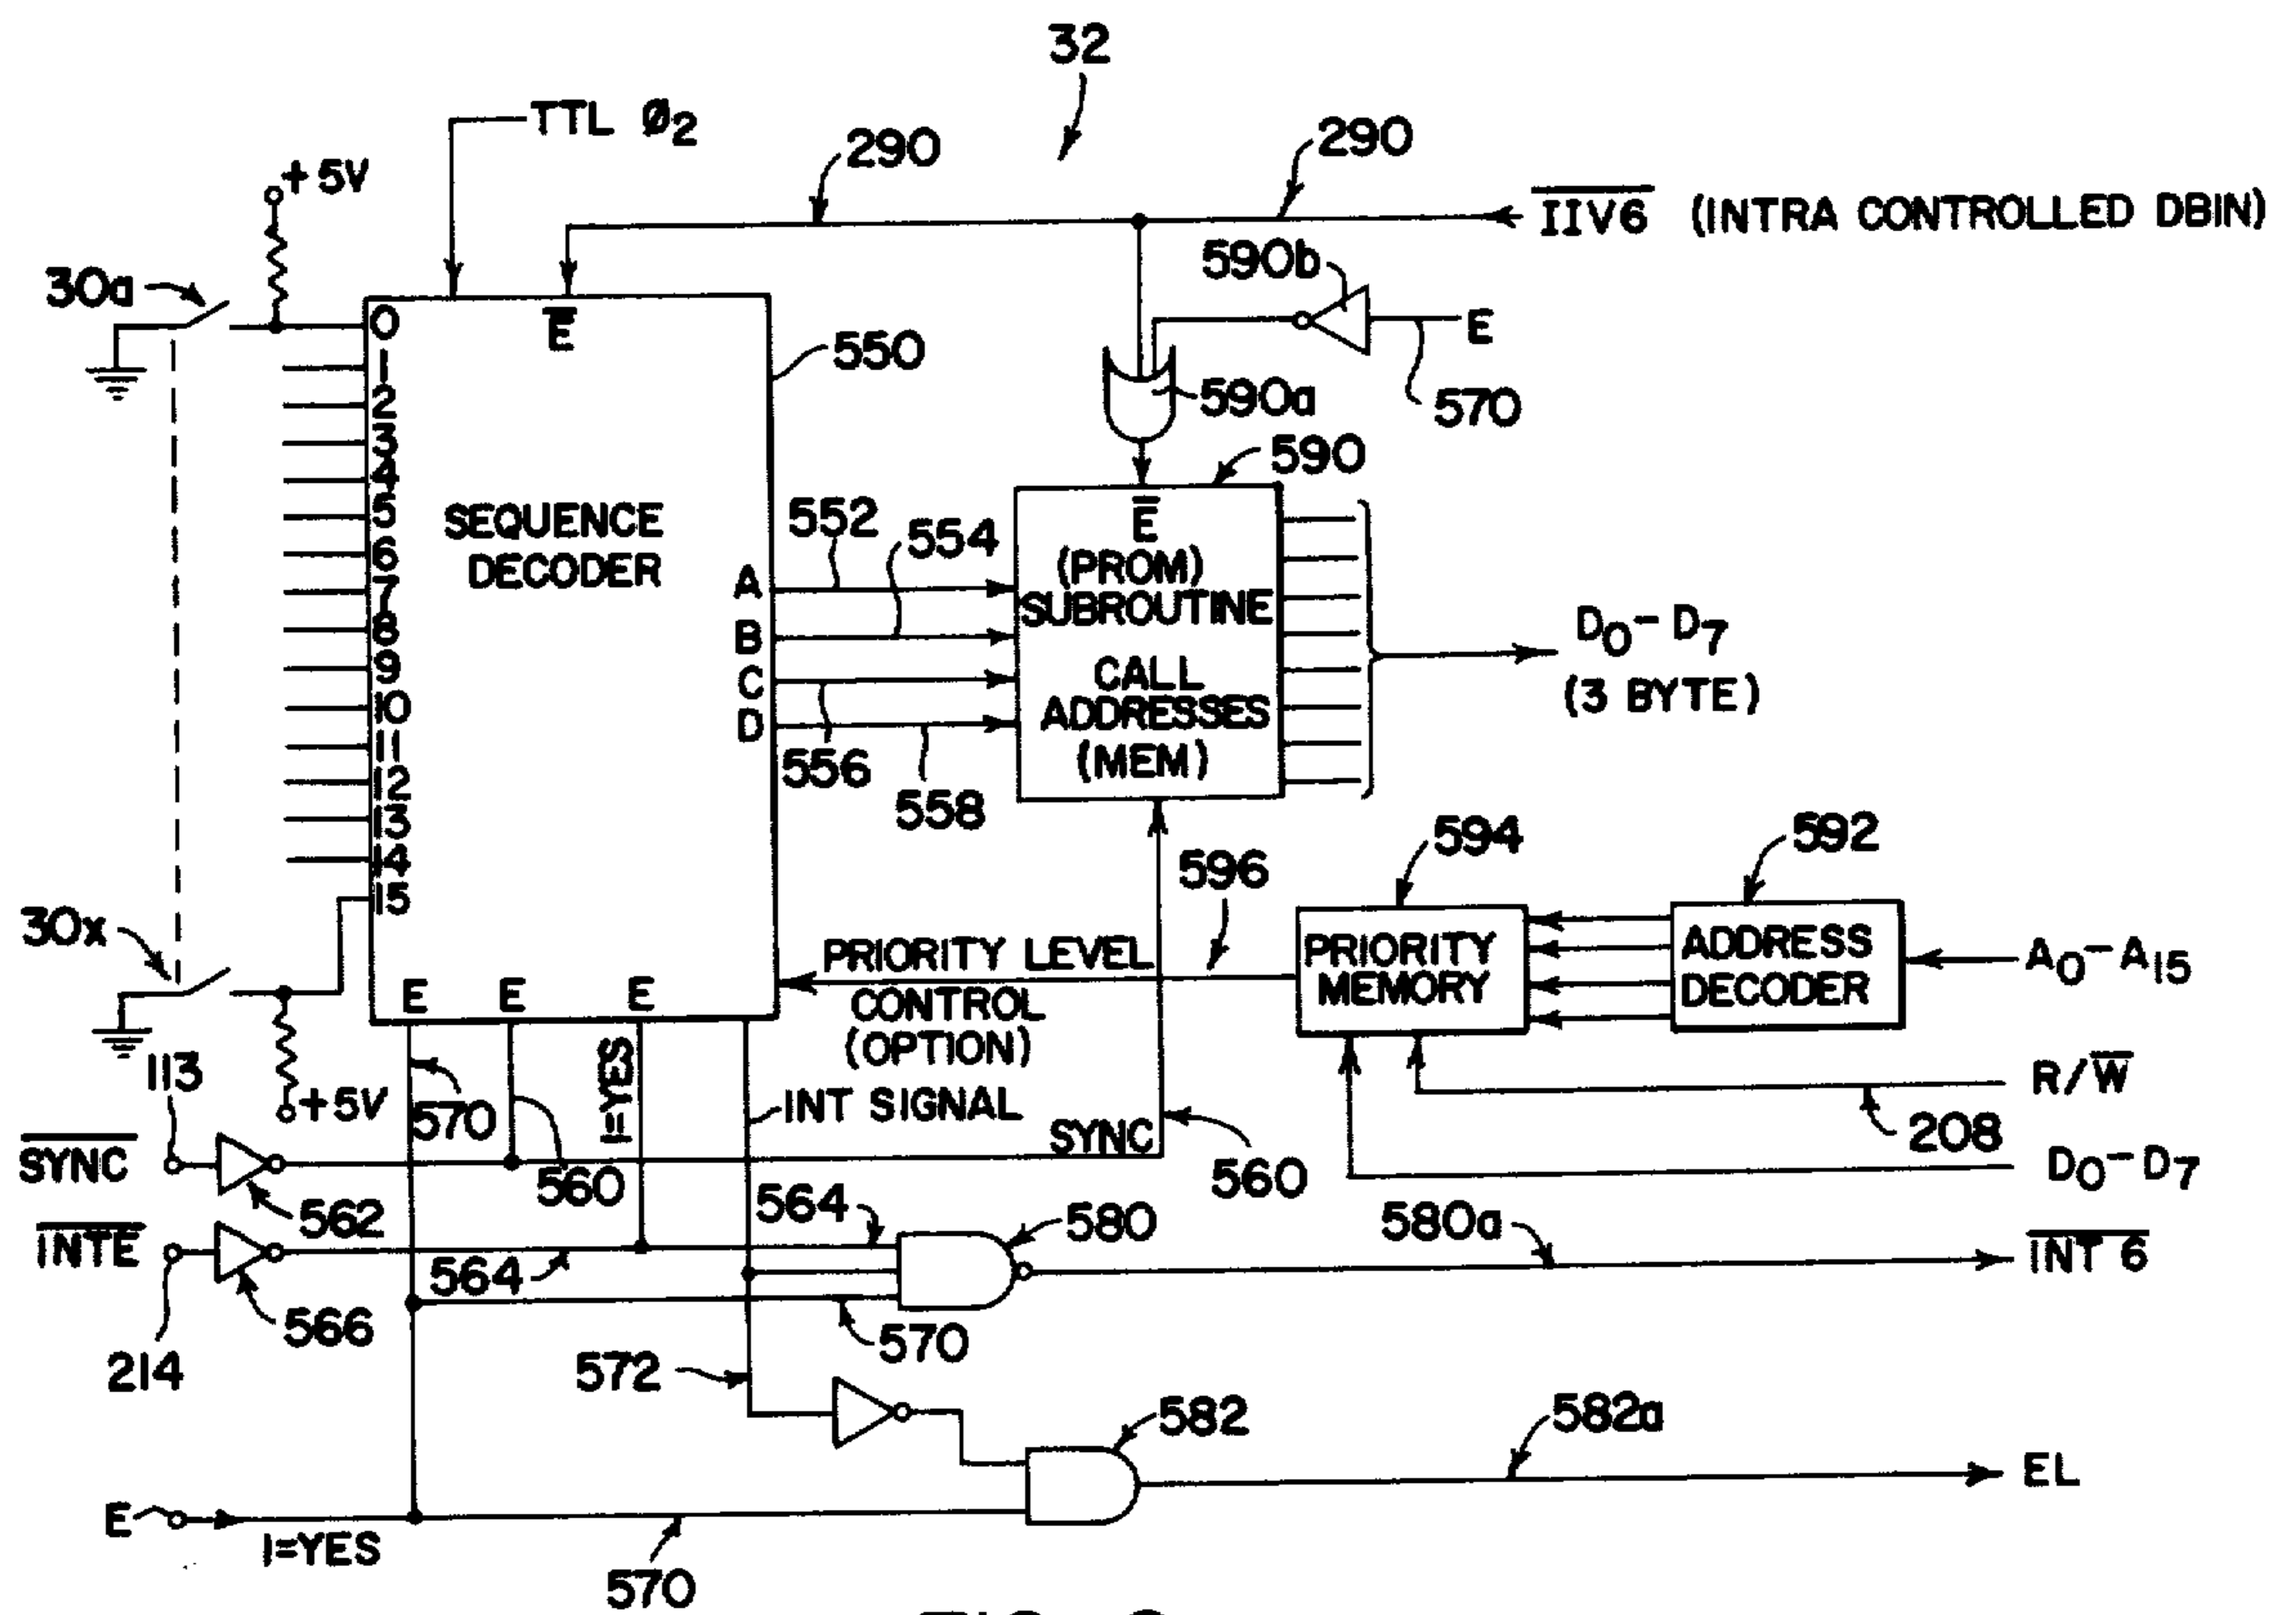 32
TTL Ø2
290
290
+5V
IIV6 (INTRA CONTROLLED DBIN)
590b
30a
0
E
E
550
1
570
2
590a
3
590
4
5
SEQUENCE
552
554
E
6
DECODER
(PROM)
7
A
SUBROUTINE
D0-D7
8
B
9
C
CALL
(3 BYTE)
10
D
ADDRESSES
11
556
(MEM)
12
558
13
594
592
14
596
15
30x
PRIORITY LEVEL
PRIORITY
ADDRESS
A0-A15
E
E
E
MEMORY
DECODER
CONTROL
(OPTION)
113
1=YES
R/W
+5V
570
INT SIGNAL
208
SYNC
SYNC
560
560
D0-D7
562
564
580
580a
INTE
564
INT 6
566
570
214
572
582
582a
EL
E
1=YES
570